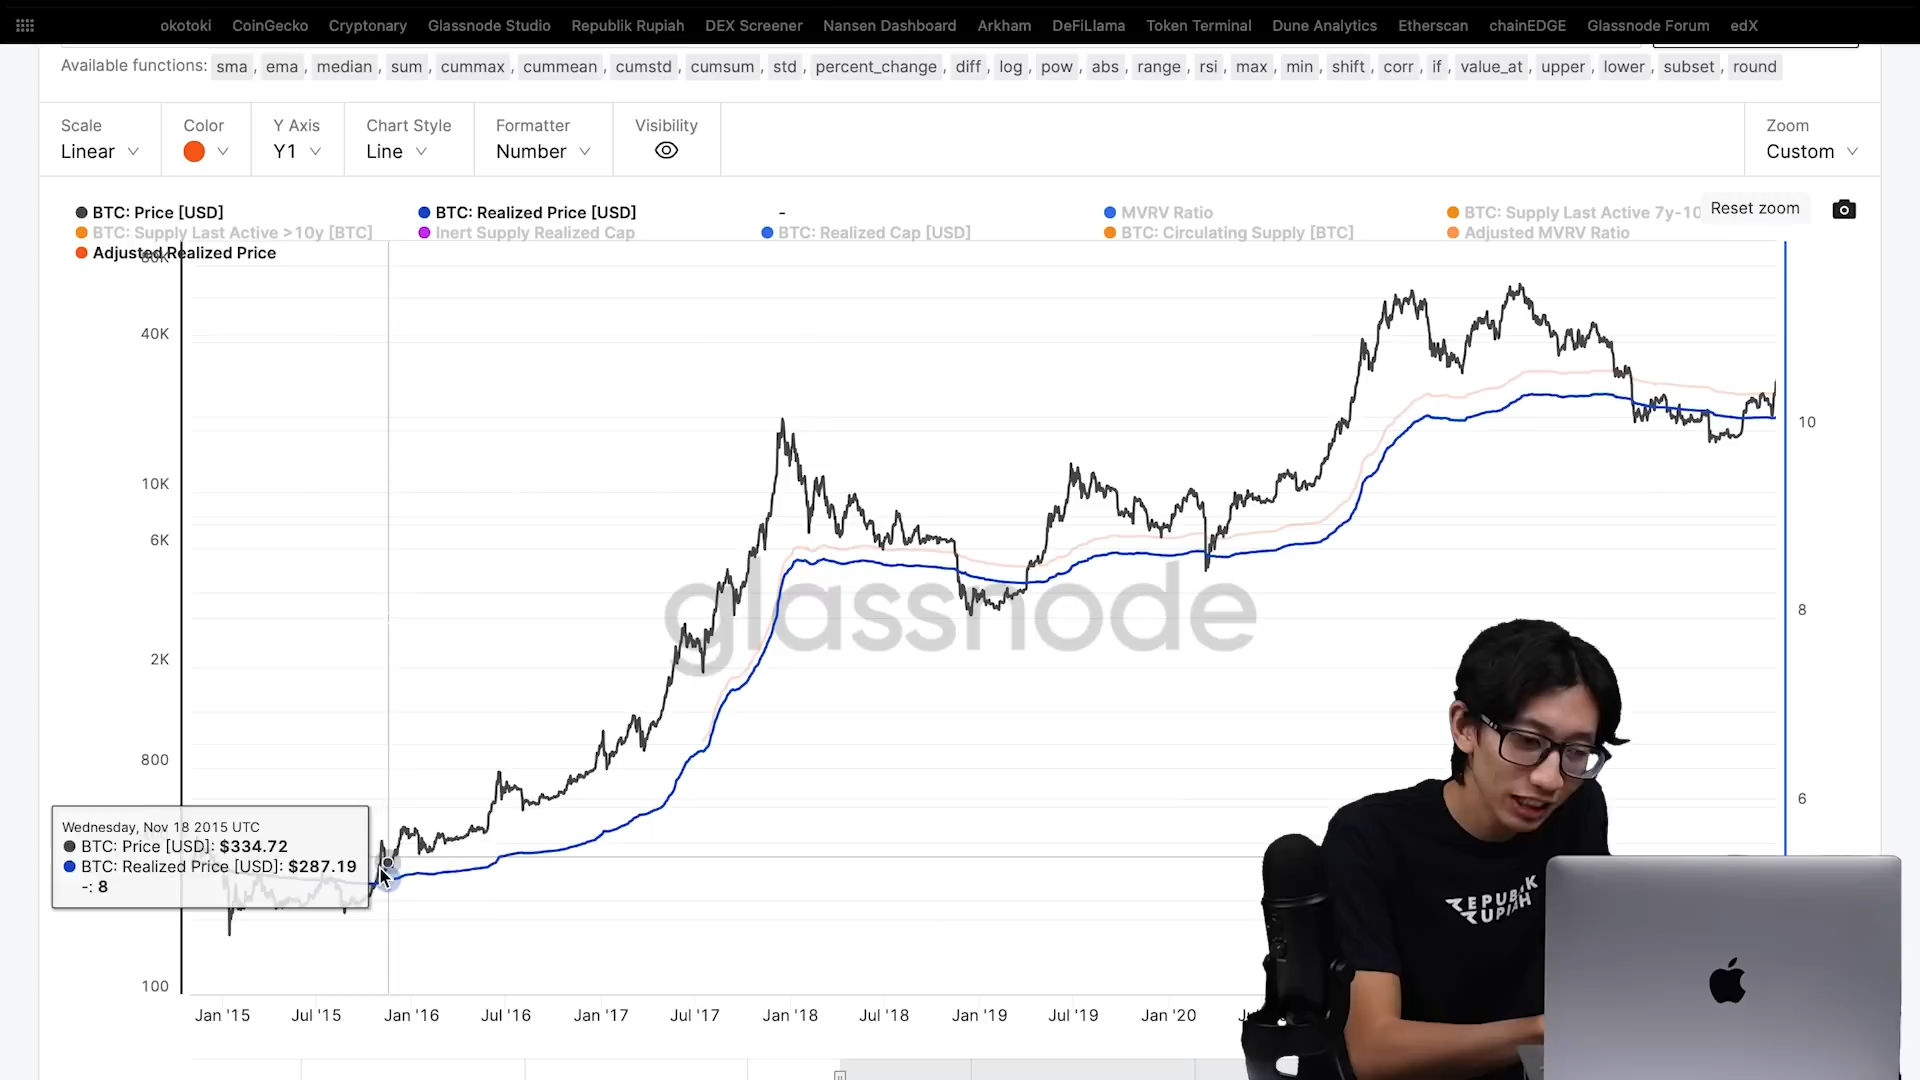 okotoki CoinGecko Cryptonary Glassnode Studio Republik Rupiah DEX Screener Nansen Dashboard Arkham DeFiLlama Token Terminal Dune Analytics Etherscan chainEDGE Glassnode Forum edX
Available functions: sma , ema , median , sum , cummax , cummean , cumstd , cumsum , std , percent_change , diff , log , pow , abs , range , rsi , max , min , shift , corr , if , value_at , upper , lower , subset , round
Scale Color Y Axis Chart Style Formatter Visibility Zoom
Linear Y1 Line Number Custom
BTC: Price [USD] BTC: Realized Price [USD] - MVRV Ratio BTC: Supply Last Active 7y-10 Reset zoom
BTC: Supply Last Active >10y [BTC] Inert Supply Realized Cap BTC: Realized Cap [USD] BTC: Circulating Supply [BTC] Adjusted MVRV Ratio
Adjusted Realized Price
80K
40K
10
10K
6K
glassnode
8
2K
800
6
Wednesday, Nov 18 2015 UTC
BTC: Price [USD]: $334.72
BTC: Realized Price [USD]: $287.19
-: 8
REPUBLIK
RUPIAH
100
Jan '15 Jul '15 Jan '16 Jul '16 Jan '17 Jul '17 Jan '18 Jul '18 Jan '19 Jul '19 Jan '20